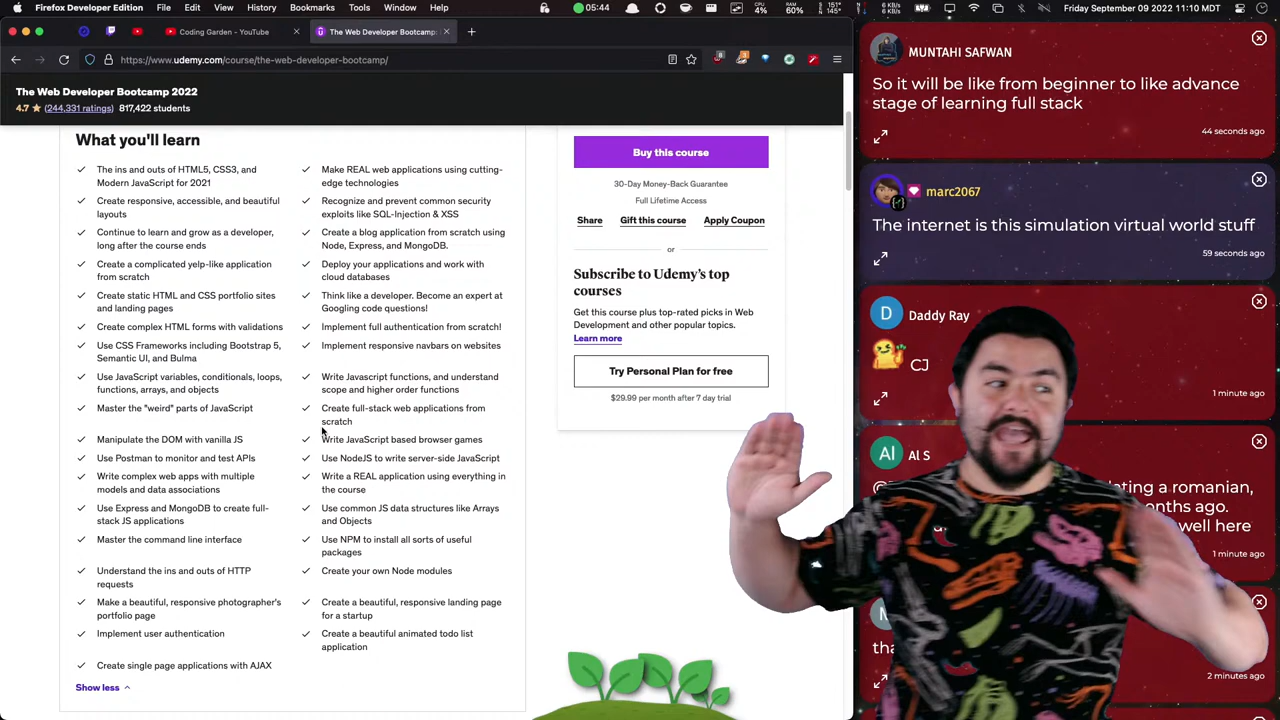 Firefox Developer Edition File Edit View History Bookmarks Tools Window Help
05:44
CPU
RAM
60%
Friday September 09 2022 11:10 GMT
Coding Garden - YouTube
The Web Developer Bootcamp
https://www.udemy.com/course/the-web-developer-bootcamp/
The Web Developer Bootcamp 2022
4.7 (244,331 ratings) 817,422 students
What you'll learn
The ins and outs of HTML5, CSS3, and
Modern JavaScript for 2021
Create responsive, accessible, and beautiful
layouts
Continue to learn and grow as a developer,
long after the course ends
Create a complicated yelp-like application
from scratch
Create static HTML and CSS portfolio sites
and landing pages
Create complex HTML forms with validations
Use CSS Frameworks including Bootstrap 5,
Semantic UI, and Bulma
Use JavaScript variables, conditionals, loops,
functions, arrays, and objects
Master the "weird" parts of JavaScript
Manipulate the DOM with vanilla JS
Use Postman to monitor and test APIs
Write complex web apps with multiple
models and data associations
Use Express and MongoDB to create full-
stack JS applications
Master the command line interface
Understand the ins and outs of HTTP
requests
Make a beautiful, responsive photographer's
portfolio page
Implement user authentication
Create single page applications with AJAX
Show less
Make REAL web applications using cutting-
edge technologies
Recognize and prevent common security
exploits like SQL-Injection & XSS
Create a blog application from scratch using
Node, Express, and MongoDB.
Deploy your applications and work with
cloud databases
Think like a developer. Become an expert at
Googling code questions!
Implement full authentication from scratch!
Implement responsive navbars on websites
Write Javascript functions, and understand
scope and higher order functions
Create full-stack web applications from
scratch
Write JavaScript based browser games
Use NodeJS to write server-side JavaScript
Write a REAL application using everything in
the course
Use common JS data structures like Arrays
and Objects
Use NPM to install all sorts of useful
packages
Create your own Node modules
Create a beautiful, responsive landing page
for a startup
Create a beautiful animated todo list
application
Buy this course
30-Day Money-Back Guarantee
Full Lifetime Access
Share Gift this course Apply Coupon
or
Subscribe to Udemy's top
courses
Get this course plus top-rated picks in Web
Development and other popular topics.
Learn more
Try Personal Plan for free
$29.99 per month after 7 day trial
MUNTAHI SAFWAN
So it will be like from beginner to like advance
stage of learning full stack
44 seconds ago
marc2067
The internet is this simulation virtual world stuff
59 seconds ago
D Daddy Ray
CJ
1 minute ago
Al Al S
ating a romanian,
onths ago.
well here
1 minute ago
tha
2 minutes ago